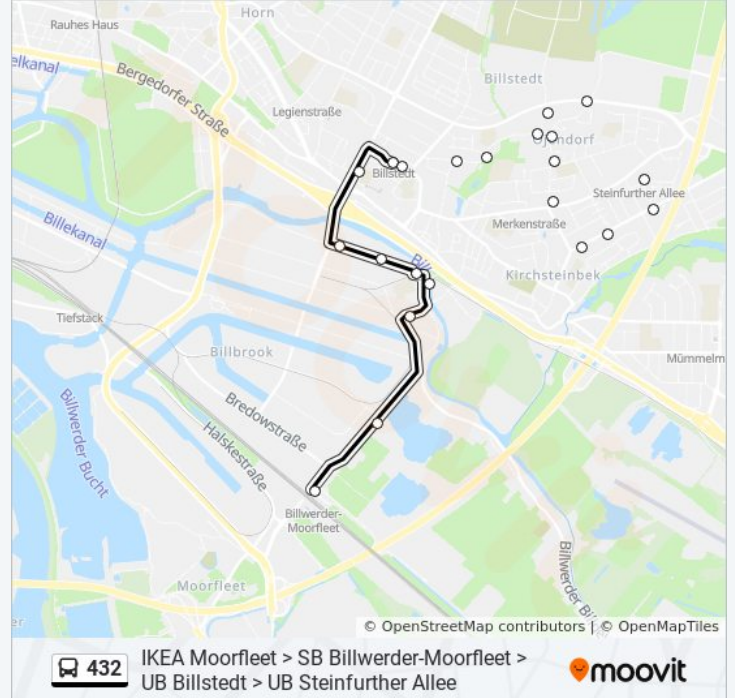 Horn
Rauhes Haus
elkanal
Bergedorfer Straße
Billstedt
Legienstraße
Öjendorf
Billstedt
Steinfurther Allee
Merkenstraße
Billekanal
Bill
Kirchsteinbek
Tiefstack
Billbrook
Mümmelm
Billwerder Bucht
Bredowstraße
Halskestraße
Billwerder-
Moorfleet
Billwerder Bi
Moorfleet
er
© OpenStreetMap contributors | © OpenMapTiles
432
IKEA Moorfleet > SB Billwerder-Moorfleet >
UB Billstedt > UB Steinfurther Allee
moovit